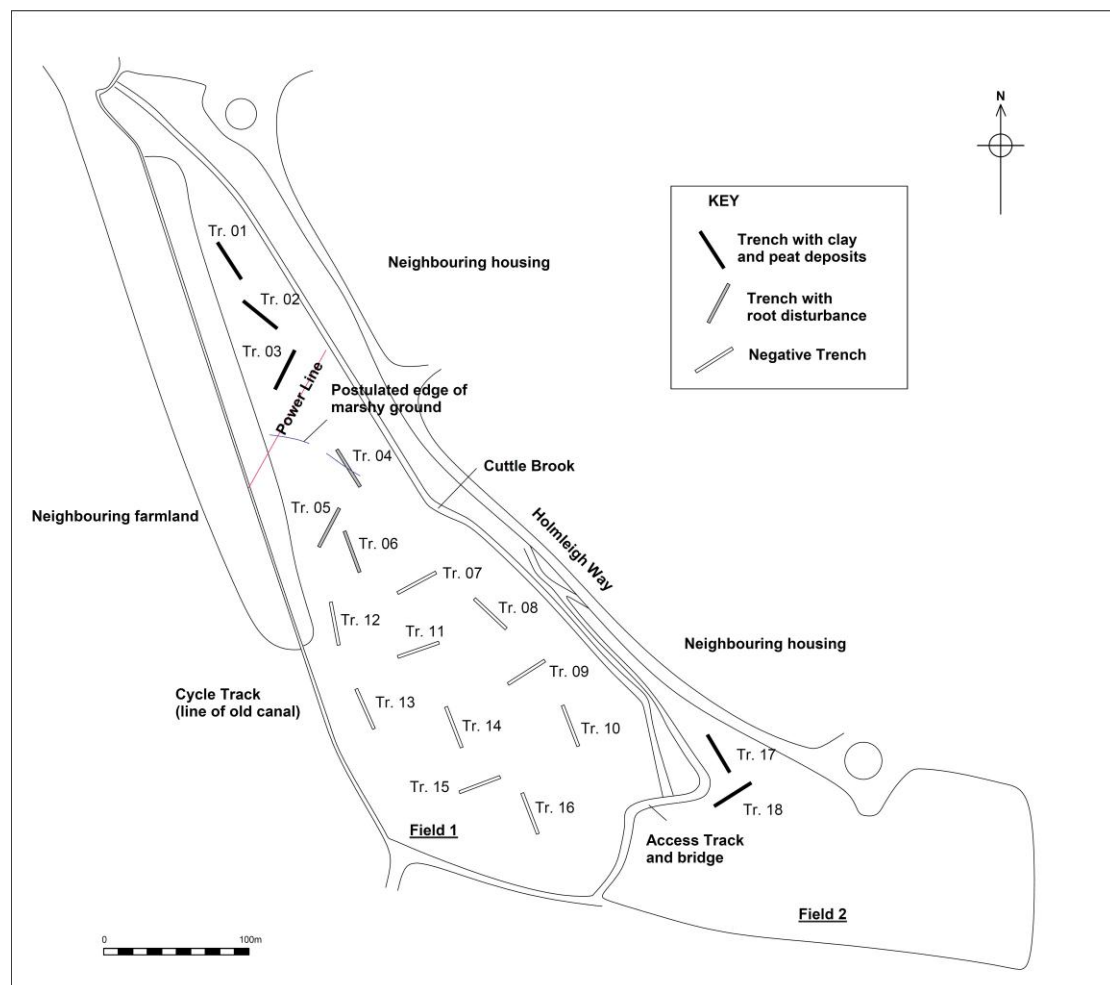 N
KEY
Trench with clay
and peat deposits
Trench with
root disturbance
Negative Trench
Tr. 01
Neighbouring housing
Tr. 02
Tr. 03
Power Line
Postulated edge of
marshy ground
Tr. 04
Cuttle Brook
Neighbouring farmland
Tr. 05
Tr. 06
Holmleigh Way
Tr. 07
Tr. 08
Tr. 12
Tr. 11
Neighbouring housing
Tr. 09
Cycle Track
(line of old canal)
Tr. 13
Tr. 14
Tr. 10
Tr. 17
Tr. 15
Tr. 18
Tr. 16
Field 1
Access Track
and bridge
Field 2
0
100m